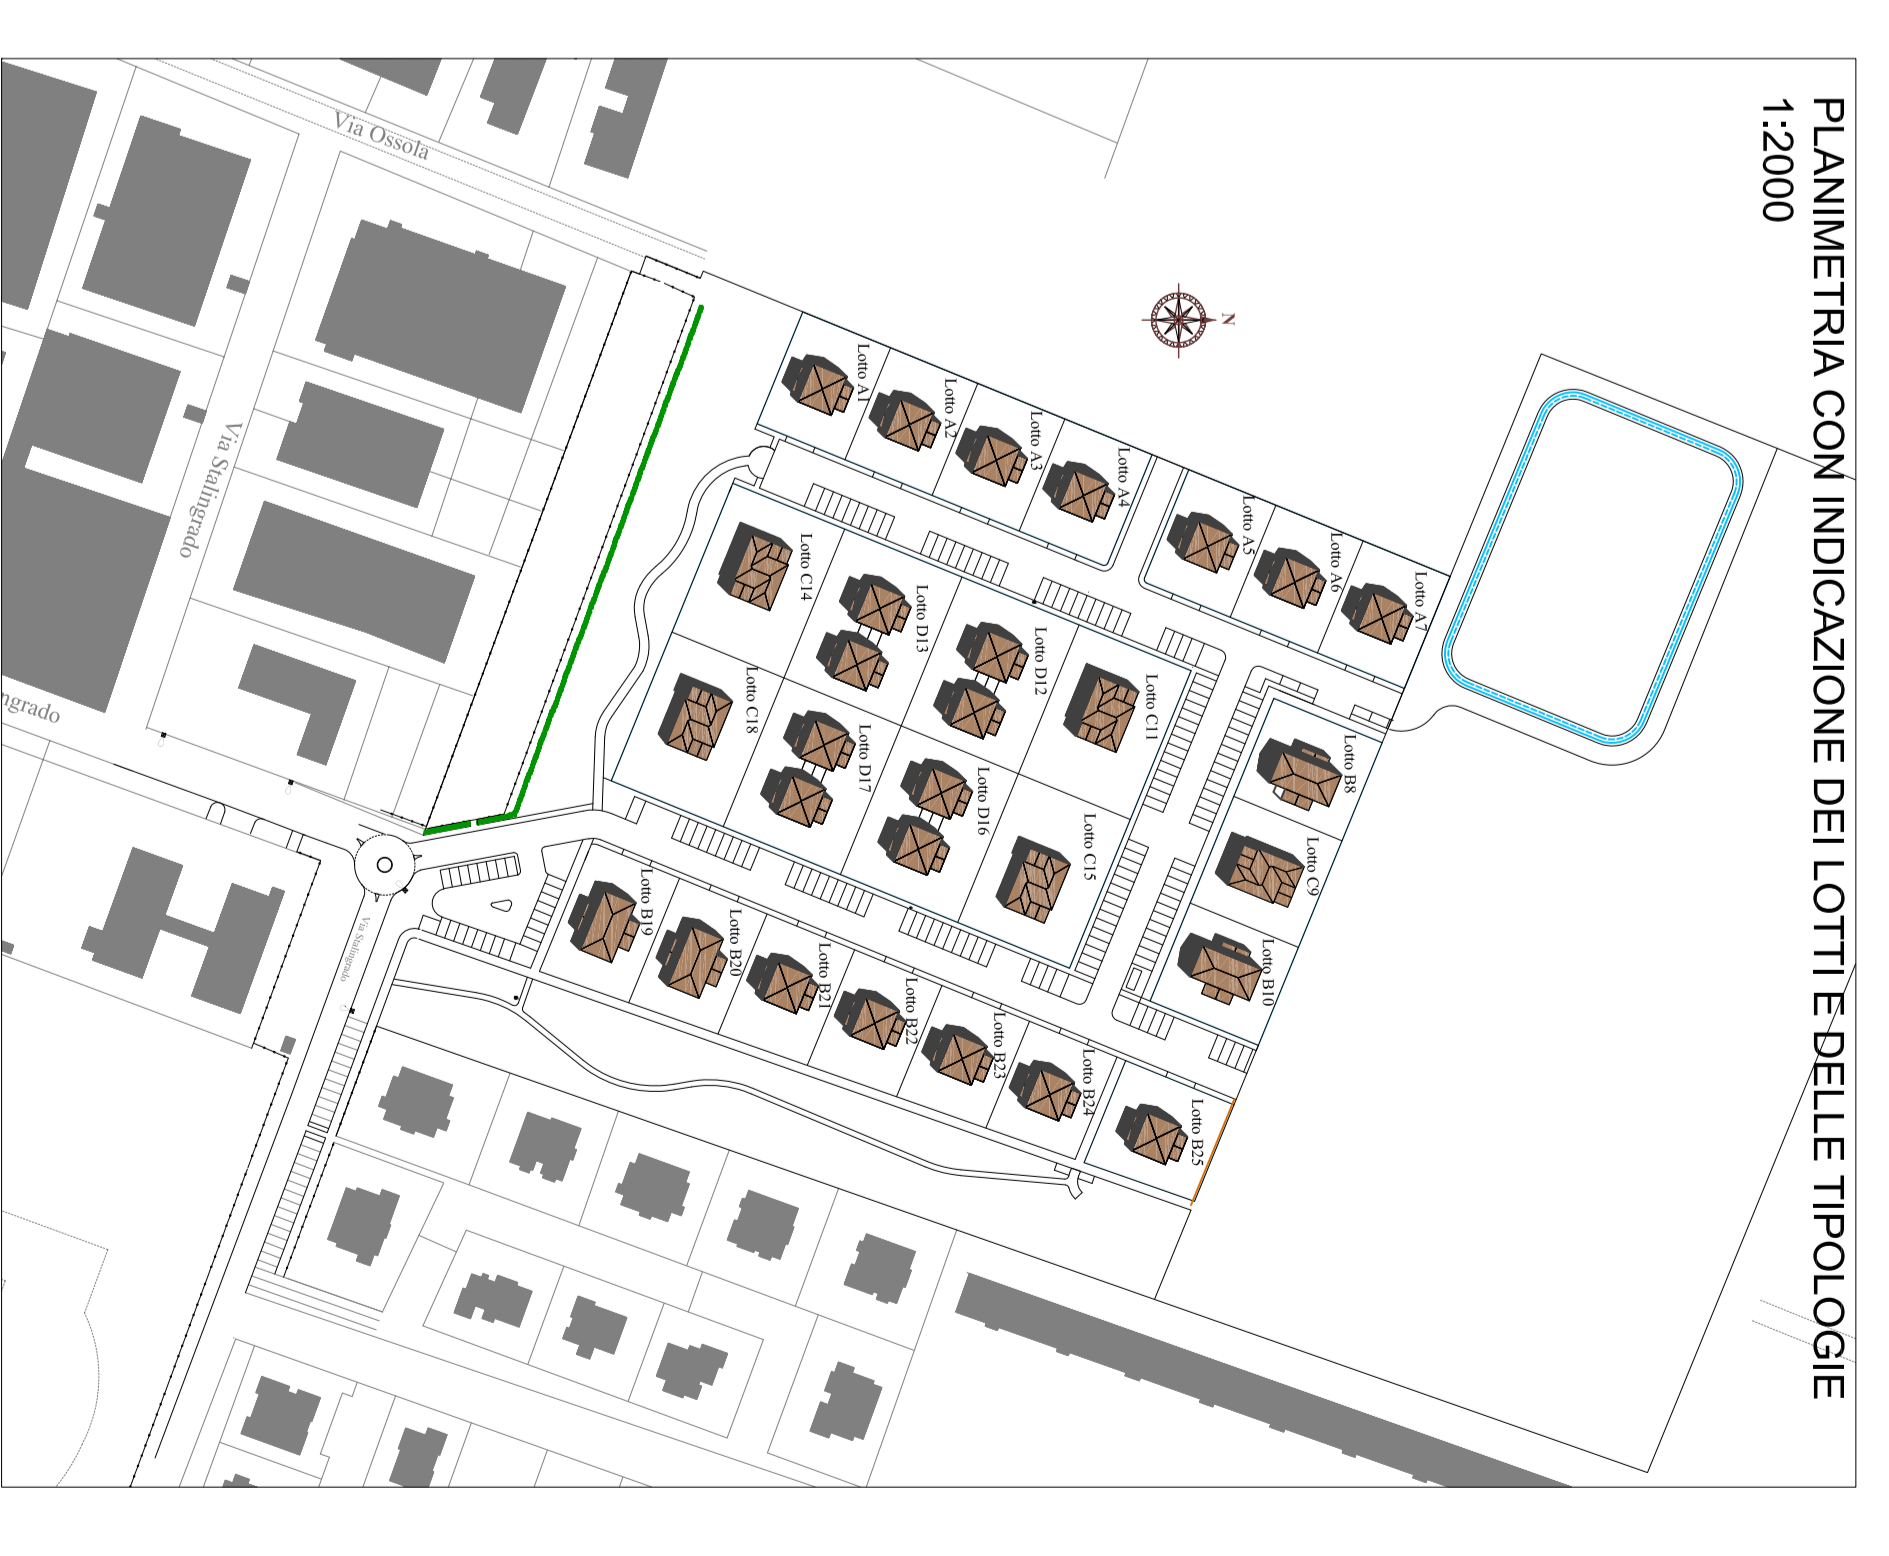 PLANIMETRIA CON INDICAZIONE DEI LOTTI E DELLE TIPOLOGIE
1:2000
N
Via Ossola
Via Stalingrado
ngrado
Via Stalingrado
Lotto A1
Lotto A2
Lotto A3
Lotto A4
Lotto A5
Lotto A6
Lotto A7
Lotto B8
Lotto C9
Lotto B10
Lotto C11
Lotto D12
Lotto D13
Lotto C14
Lotto C15
Lotto D16
Lotto D17
Lotto C18
Lotto B19
Lotto B20
Lotto B21
Lotto B22
Lotto B23
Lotto B24
Lotto B25